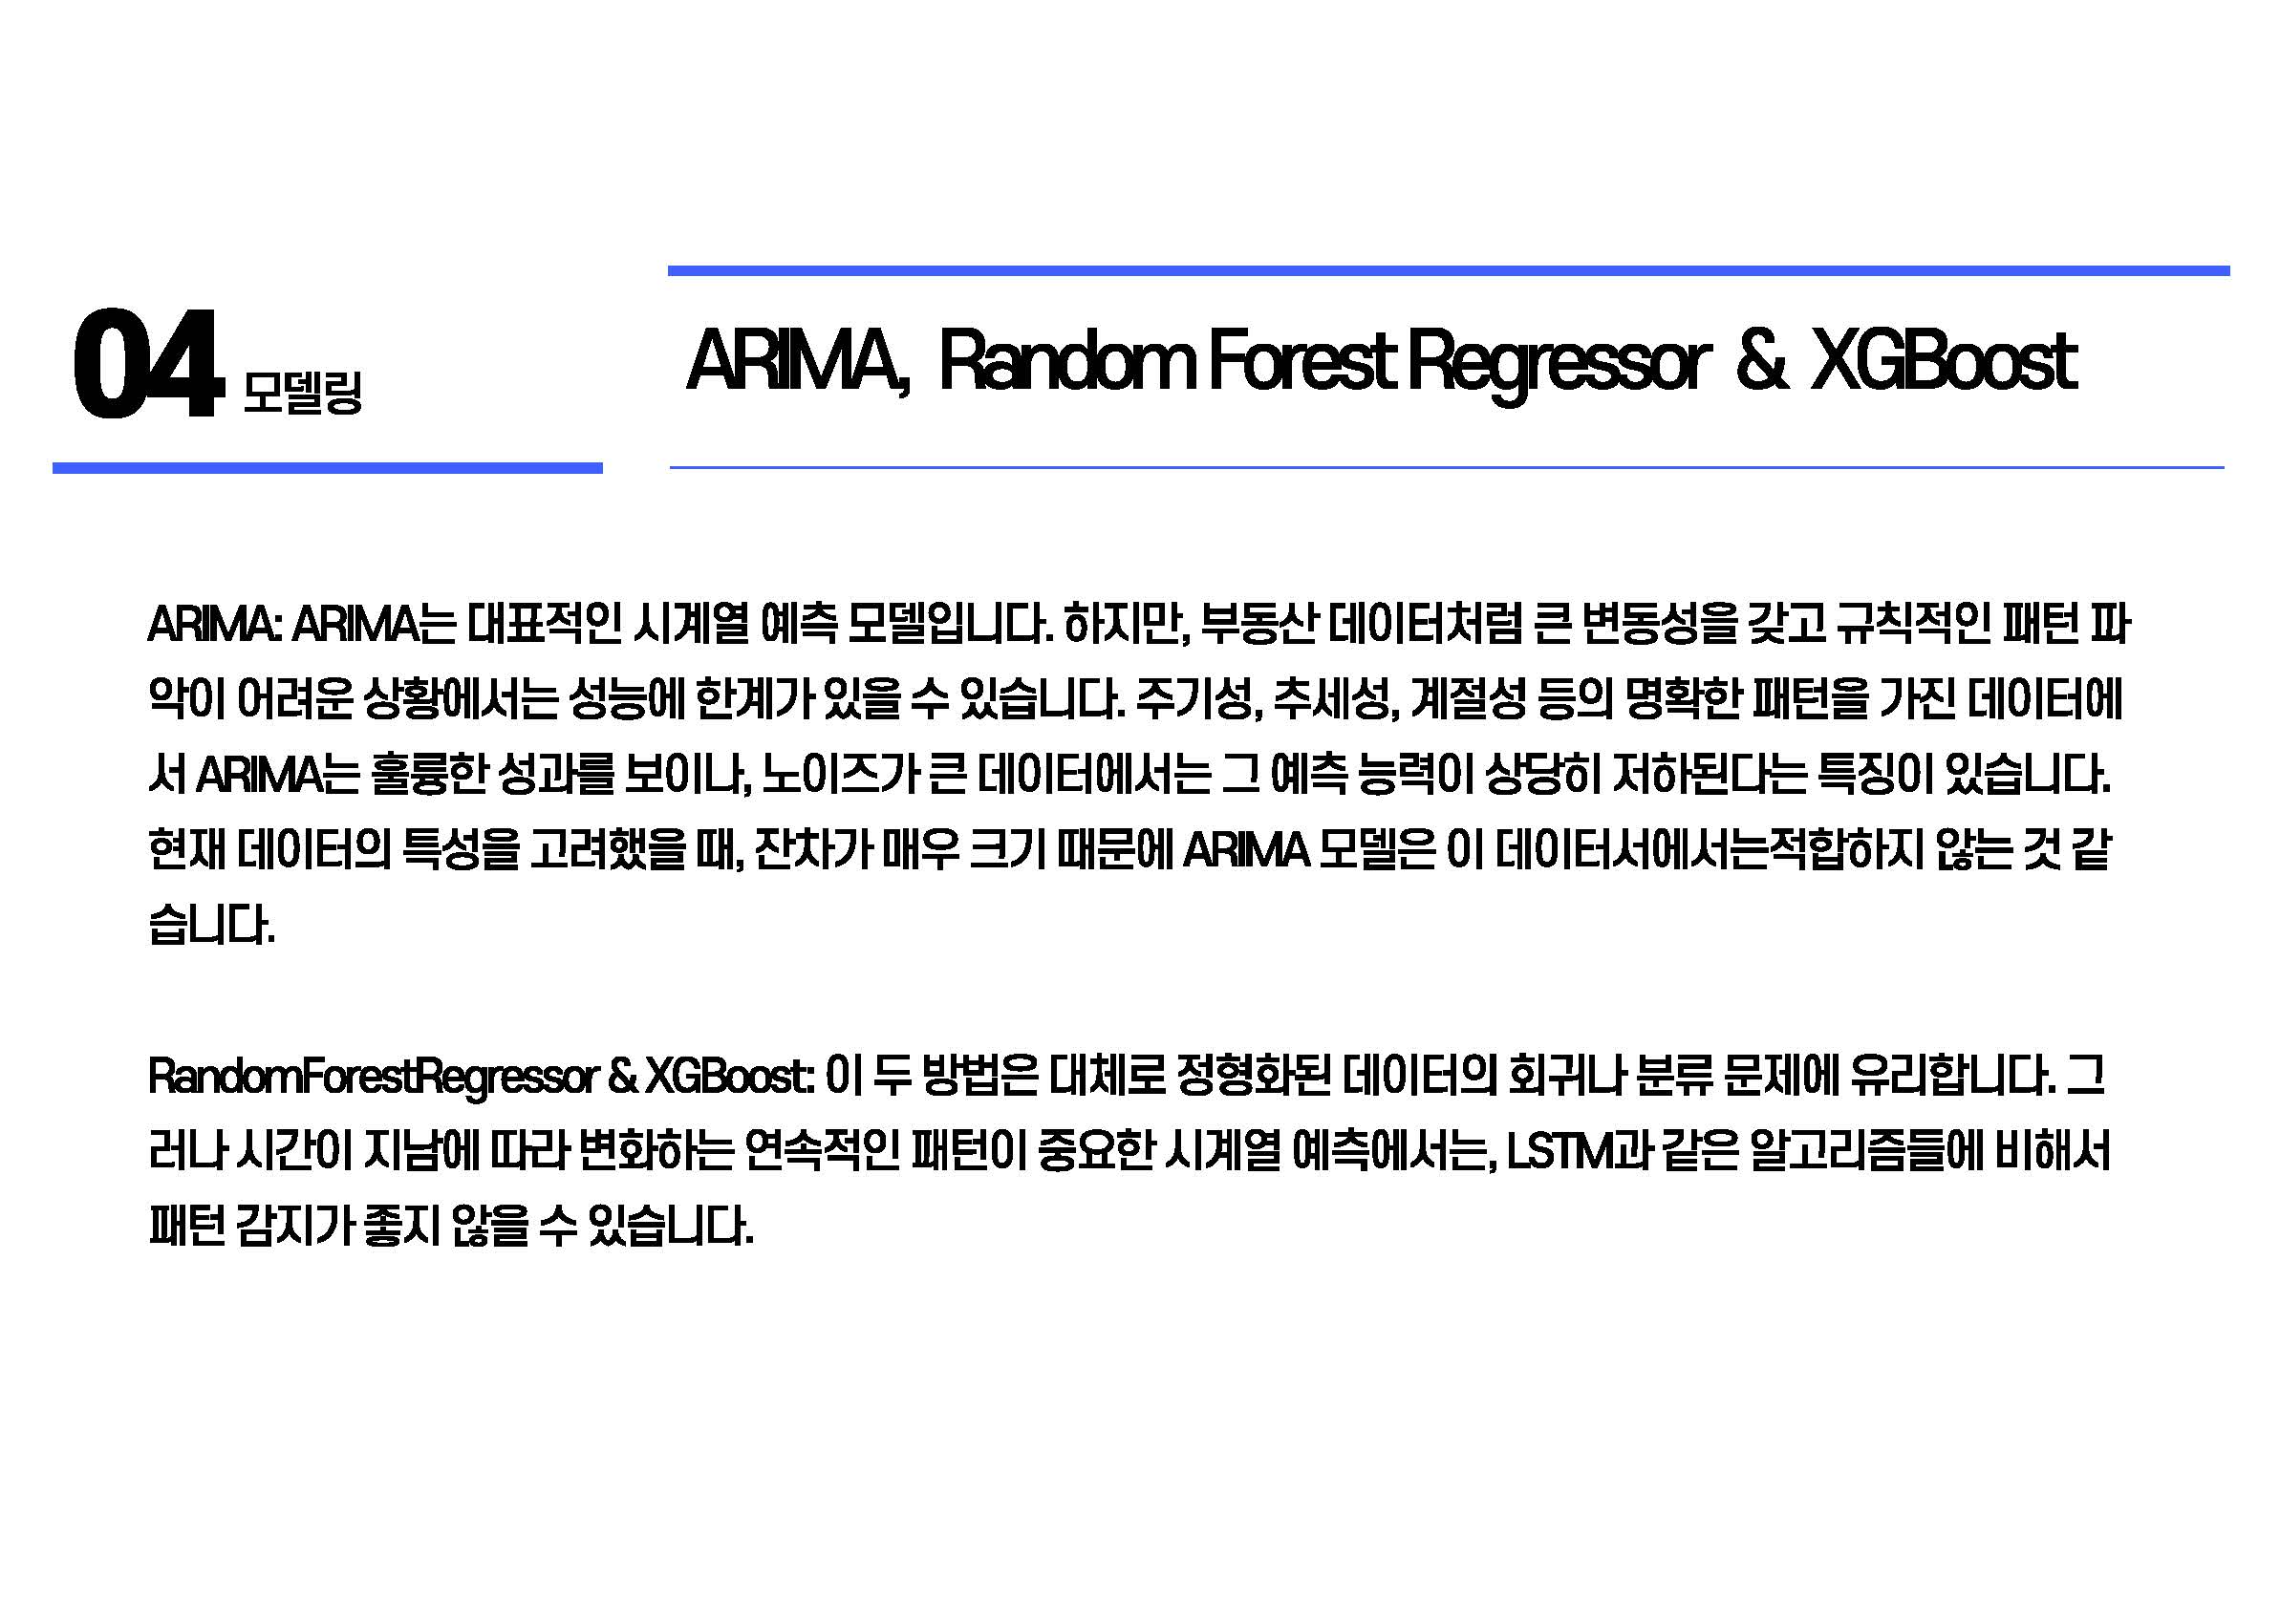 04 모델링
ARIMA, Random Forest Regressor & XGBoost
ARIMA: ARIMA는 대표적인 시계열 예측 모델입니다. 하지만, 부동산 데이터처럼 큰 변동성을 갖고 규칙적인 패턴 파
악이 어려운 상황에서는 성능에 한계가 있을 수 있습니다. 주기성, 추세성, 계절성 등의 명확한 패턴을 가진 데이터에
서 ARIMA는 훌륭한 성과를 보이나, 노이즈가 큰 데이터에서는 그 예측 능력이 상당히 저하된다는 특징이 있습니다.
현재 데이터의 특성을 고려했을 때, 잔차가 매우 크기 때문에 ARIMA 모델은 이 데이터서에서는적합하지 않는 것 같
습니다.
RandomForestRegressor & XGBoost: 이 두 방법은 대체로 정형화된 데이터의 회귀나 분류 문제에 유리합니다. 그
러나 시간이 지남에 따라 변화하는 연속적인 패턴이 중요한 시계열 예측에서는, LSTM과 같은 알고리즘들에 비해서
패턴 감지가 좋지 않을 수 있습니다.